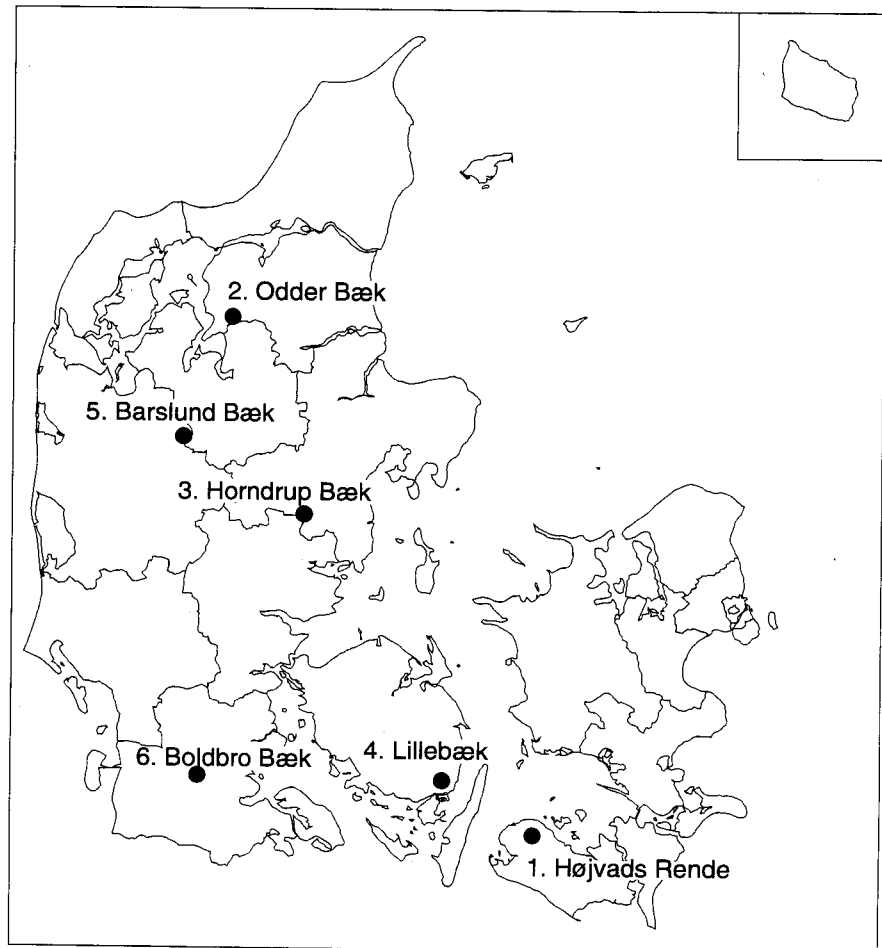 2. Odder Bæk
5. Barslund Bæk
3. Horndrup Bæk
6. Boldbro Bæk
4. Lillebæk
1. Højvads Rende